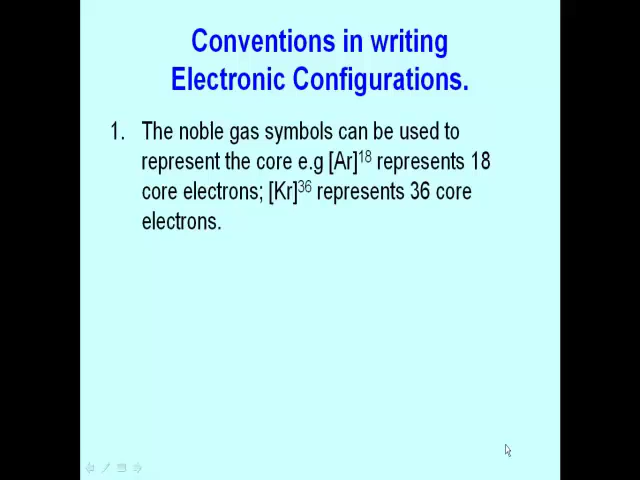 Conventions in writing
Electronic Configurations.
1. The noble gas symbols can be used to
represent the core e.g [Ar]¹⁸ represents 18
core electrons; [Kr]³⁶ represents 36 core
electrons.